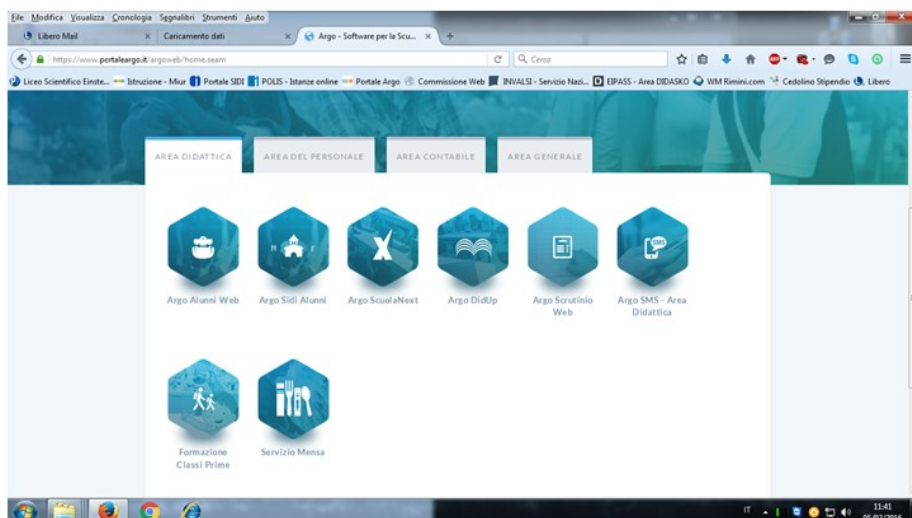 File Modifica Visualizza Cronologia Segnalibri Strumenti Aiuto
Libero Mail × Caricamento dati × Argo - Software per la Scu... × +
https://www.portaleargo.it/argoweb/home.seam Cerca
Liceo Scientifico Einste... Istruzione - Miur Portale SIDI POLIS - Istanze online Portale Argo Commissione Web INVALSI - Servizio Nazi... EIPASS - Area DIDASKO WM Rimini.com Cedolino Stipendio Libero
AREA DIDATTICA AREA DEL PERSONALE AREA CONTABILE AREA GENERALE
SMS
Argo Alunni Web Argo Sidi Alunni Argo ScuolaNext Argo DidUp Argo Scrutinio Web Argo SMS - Area Didattica
Formazione Classi Prime Servizio Mensa
IT 11:41
05/02/2016